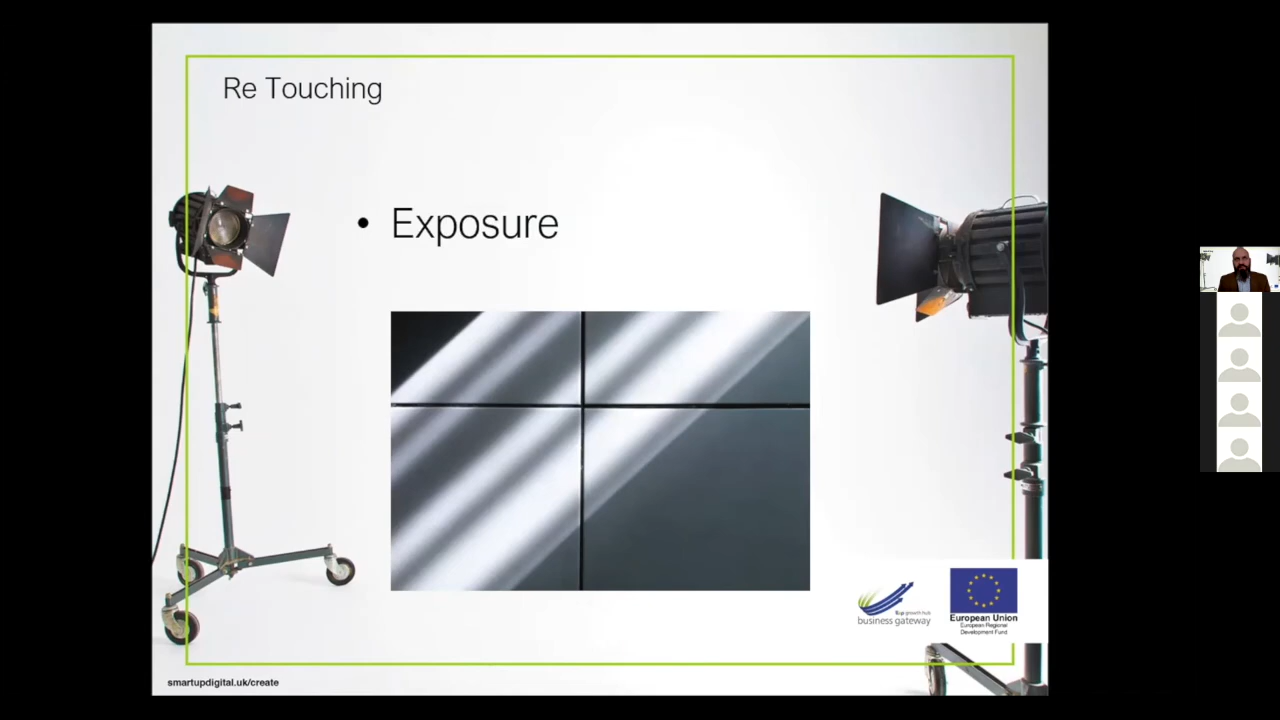 Re Touching
• Exposure
business gateway
European Union
European Regional
Development Fund
smartupdigital.uk/create